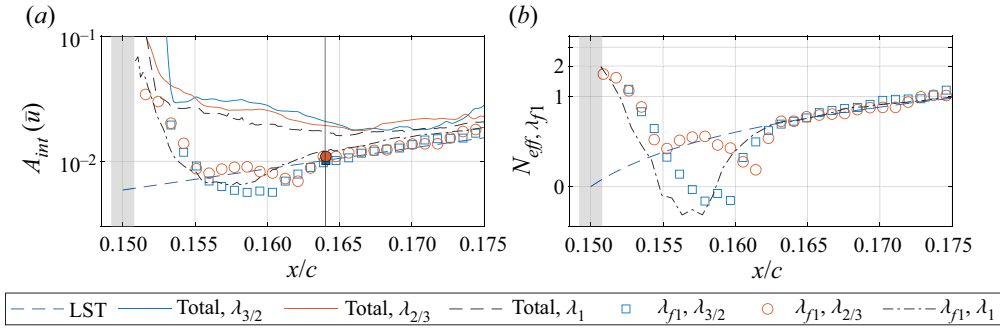 (a)
(b)
10⁻¹
10⁻²
A_int (ū)
0.150 0.155 0.160 0.165 0.170 0.175
x/c
2
1
0
N_eff, λ_f1
0.150 0.155 0.160 0.165 0.170 0.175
x/c
LST Total, λ_3/2 Total, λ_2/3 Total, λ_1 λ_f1, λ_3/2 λ_f1, λ_2/3 λ_f1, λ_1